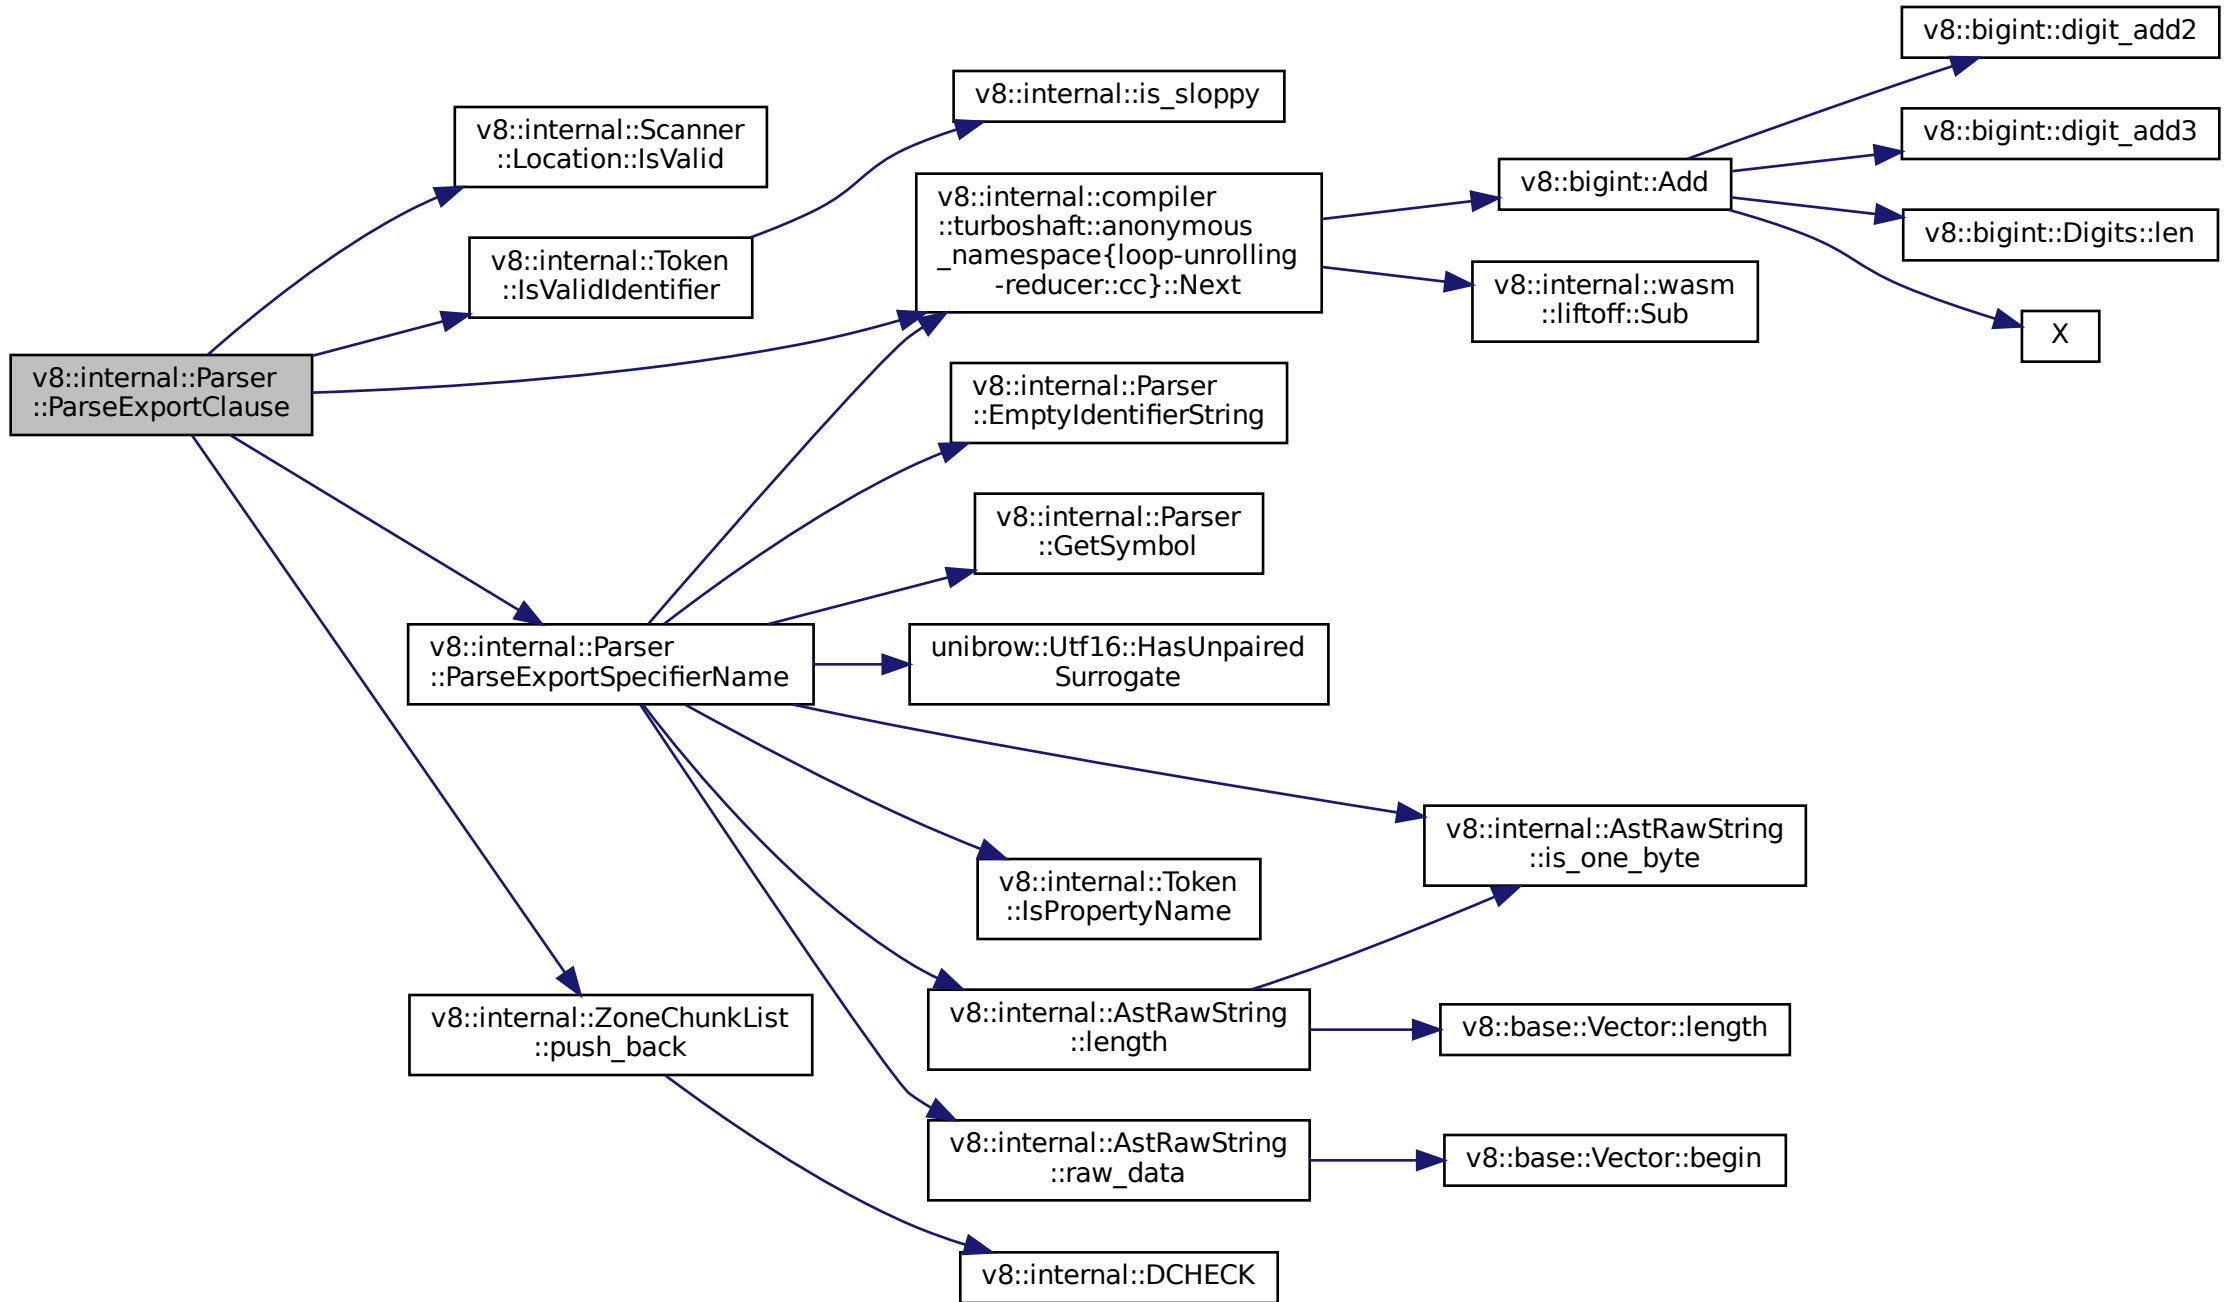 v8::internal::Parser
::ParseExportClause
v8::internal::Scanner
::Location::IsValid
v8::internal::Token
::IsValidIdentifier
v8::internal::is_sloppy
v8::internal::compiler
::turboshaft::anonymous
_namespace{loop-unrolling
-reducer::cc}::Next
v8::bigint::Add
v8::bigint::digit_add2
v8::bigint::digit_add3
v8::bigint::Digits::len
X
v8::internal::wasm
::liftoff::Sub
v8::internal::Parser
::ParseExportSpecifierName
v8::internal::Parser
::EmptyIdentifierString
v8::internal::Parser
::GetSymbol
unibrow::Utf16::HasUnpaired
Surrogate
v8::internal::AstRawString
::is_one_byte
v8::internal::Token
::IsPropertyName
v8::internal::AstRawString
::length
v8::base::Vector::length
v8::internal::AstRawString
::raw_data
v8::base::Vector::begin
v8::internal::ZoneChunkList
::push_back
v8::internal::DCHECK